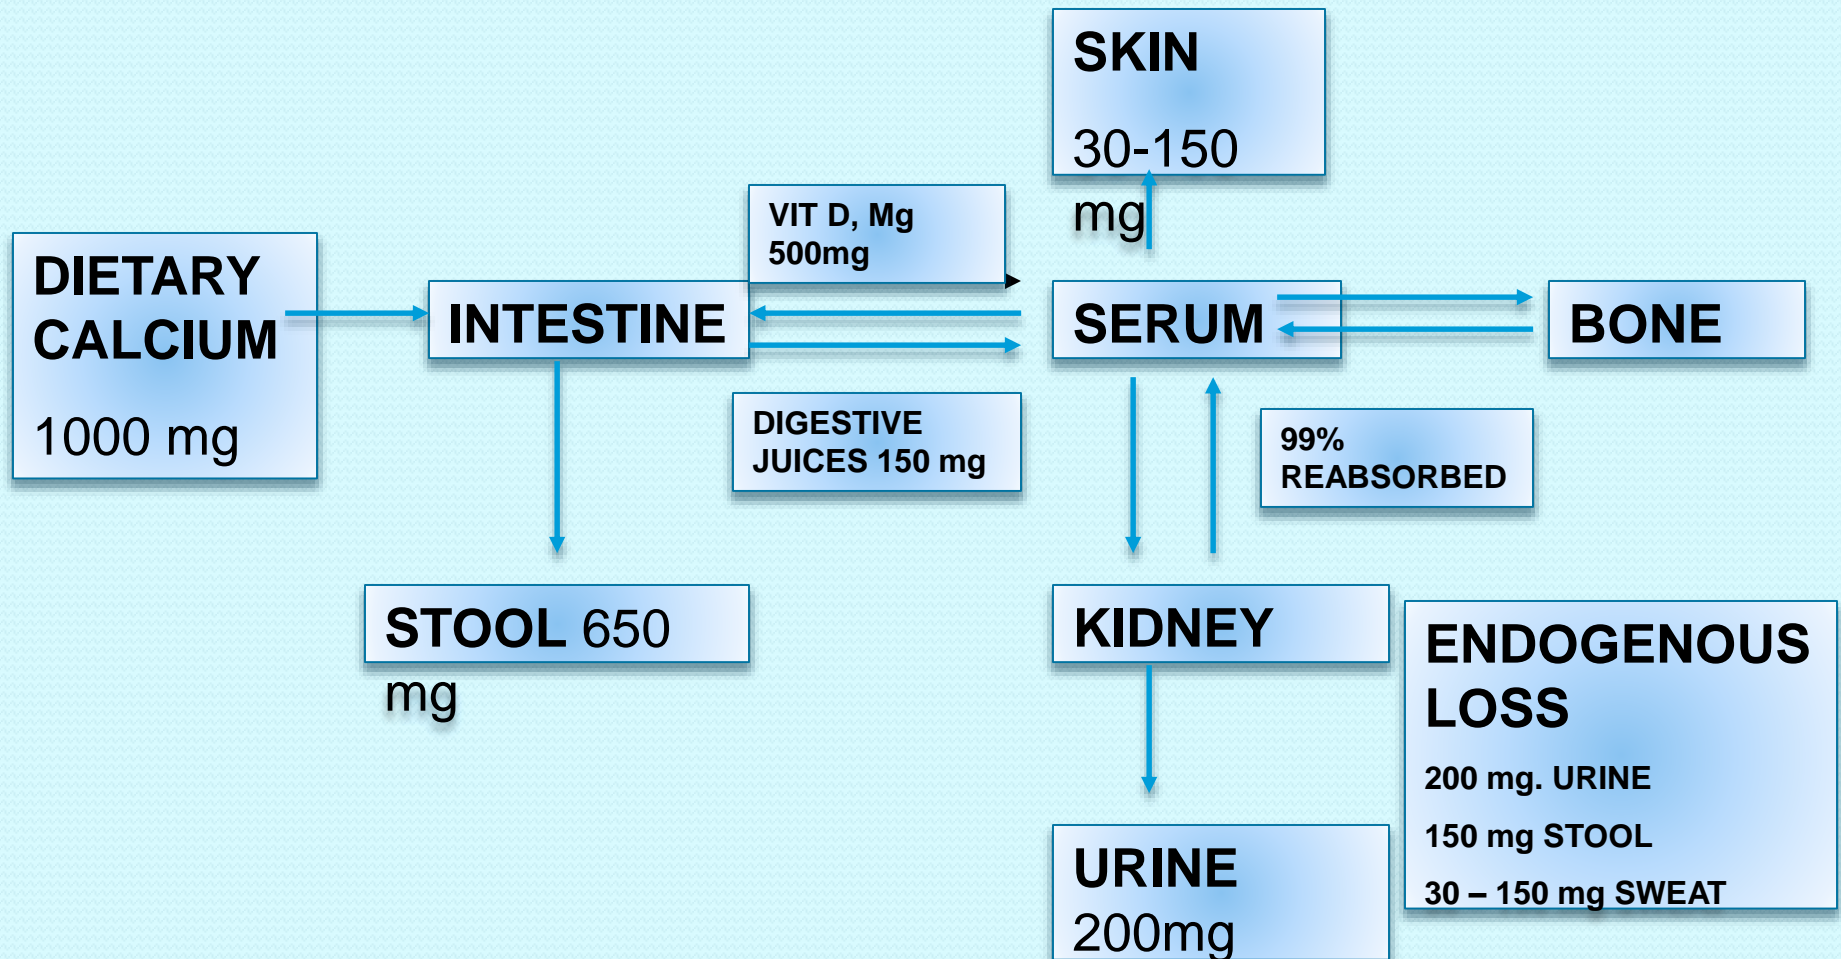 SKIN
30-150
mg
VIT D, Mg
500mg
DIETARY
CALCIUM
1000 mg
INTESTINE
SERUM
BONE
DIGESTIVE
JUICES 150 mg
99%
REABSORBED
STOOL 650
mg
KIDNEY
ENDOGENOUS
LOSS
200 mg. URINE
150 mg STOOL
30 – 150 mg SWEAT
URINE
200mg